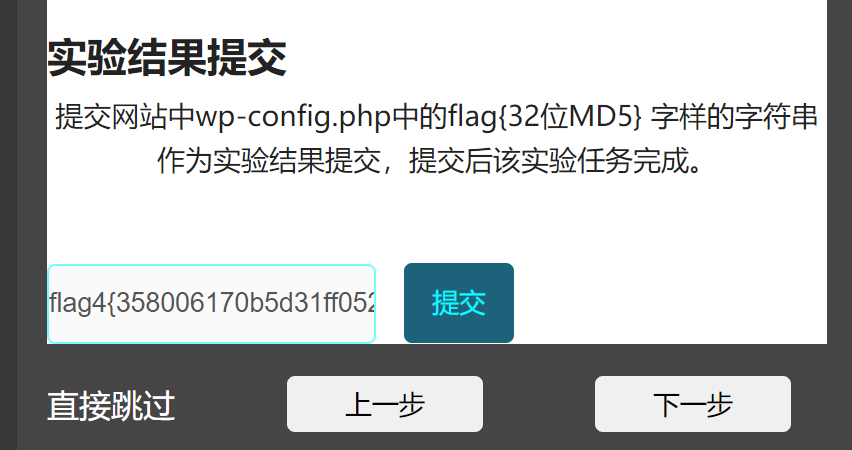 实验结果提交
提交网站中wp-config.php中的flag{32位MD5} 字样的字符串
作为实验结果提交，提交后该实验任务完成。
flag4{358006170b5d31ff052
提交
直接跳过
上一步
下一步